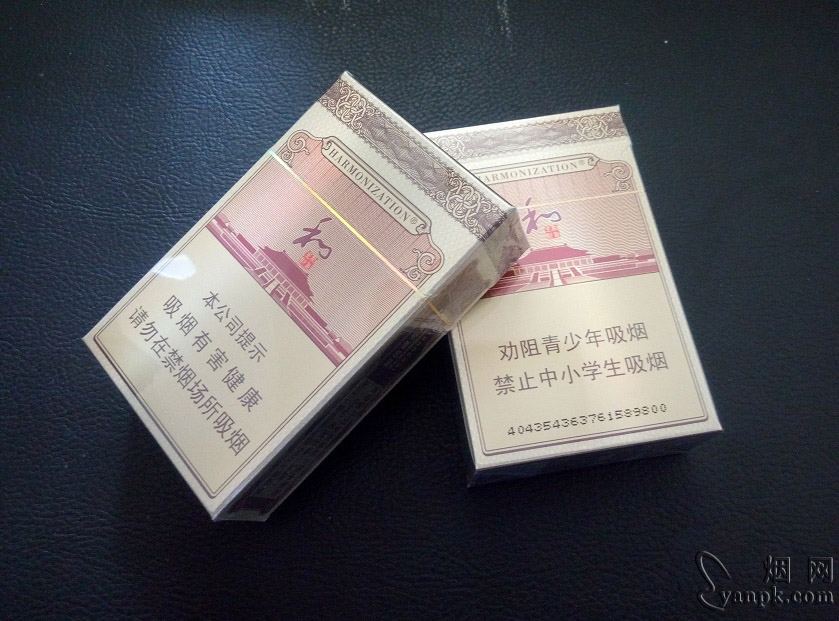 HARMONIZATION®
和
本公司提示
吸烟有害健康
请勿在禁烟场所吸烟
HARMONIZATION®
和
劝阻青少年吸烟
禁止中小学生吸烟
404354363761589800
烟网
yanpk.com